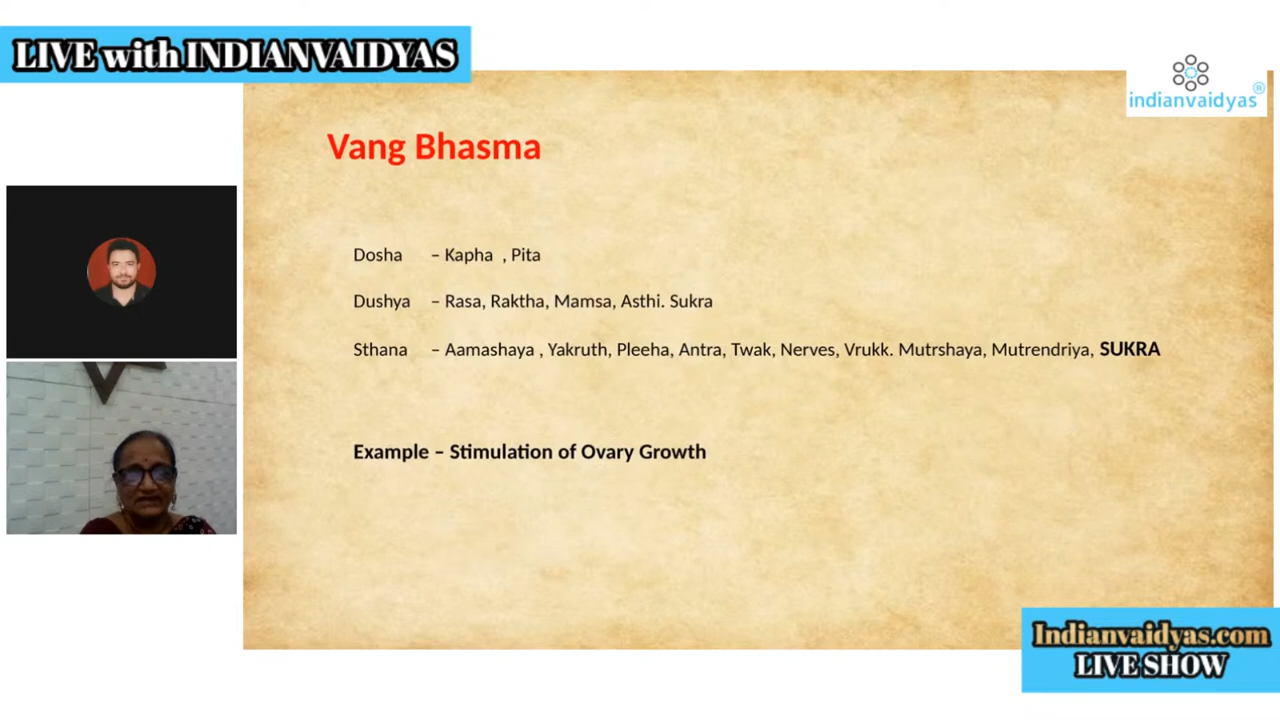 LIVE with INDIANVAIDYAS
indianvaidyas®
Vang Bhasma
Dosha – Kapha , Pita
Dushya – Rasa, Raktha, Mamsa, Asthi. Sukra
Sthana – Aamashaya , Yakruth, Pleeha, Antra, Twak, Nerves, Vrukk. Mutrshaya, Mutrendriya, SUKRA
Example – Stimulation of Ovary Growth
Indianvaidyas.com
LIVE SHOW